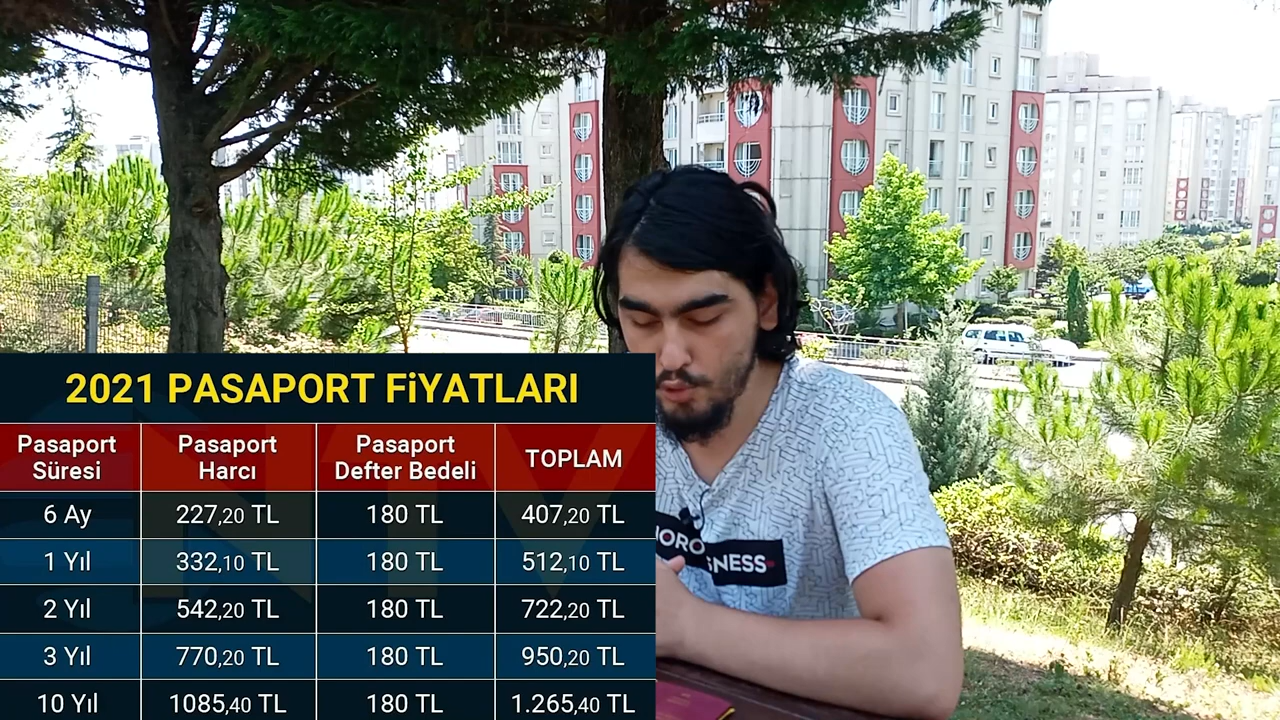 2021 PASAPORT FİYATLARI
Pasaport Süresi
Pasaport Harcı
Pasaport Defter Bedeli
TOPLAM
6 Ay 227,20 TL 180 TL 407,20 TL
1 Yıl 332,10 TL 180 TL 512,10 TL
2 Yıl 542,20 TL 180 TL 722,20 TL
3 Yıl 770,20 TL 180 TL 950,20 TL
10 Yıl 1085,40 TL 180 TL 1.265,40 TL